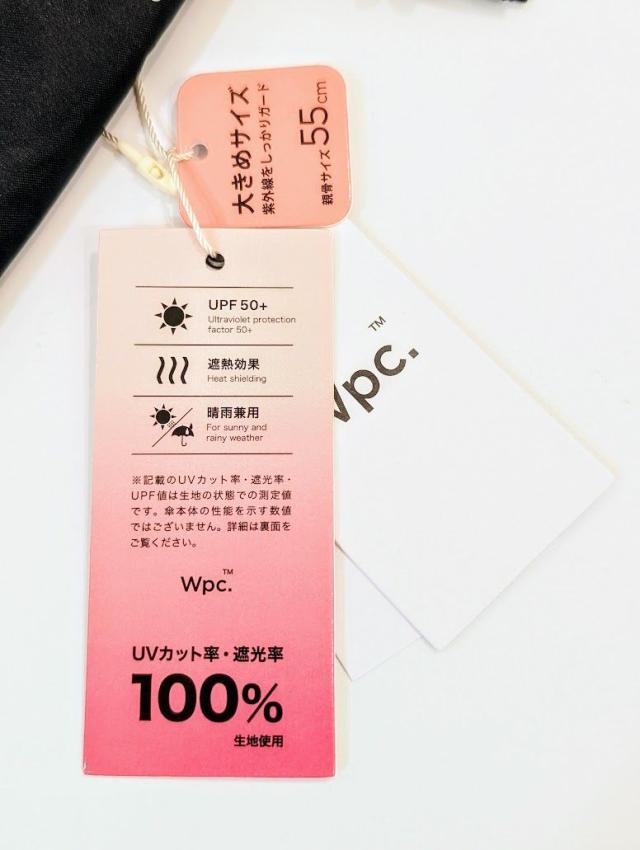 大きめサイズ
紫外線をしっかりガード
親骨サイズ55cm
UPF50+
Ultraviolet protection
factor 50+
遮熱効果
Heat shielding
晴雨兼用
For sunny and
rainy weather
※記載のUVカット率・遮光率・
UPF値は生地の状態での測定値
です。傘本体の性能を示す数値
ではございません。詳細は裏面を
ご覧ください。
Wpc.™
UVカット率・遮光率
100%
生地使用
Wpc.™